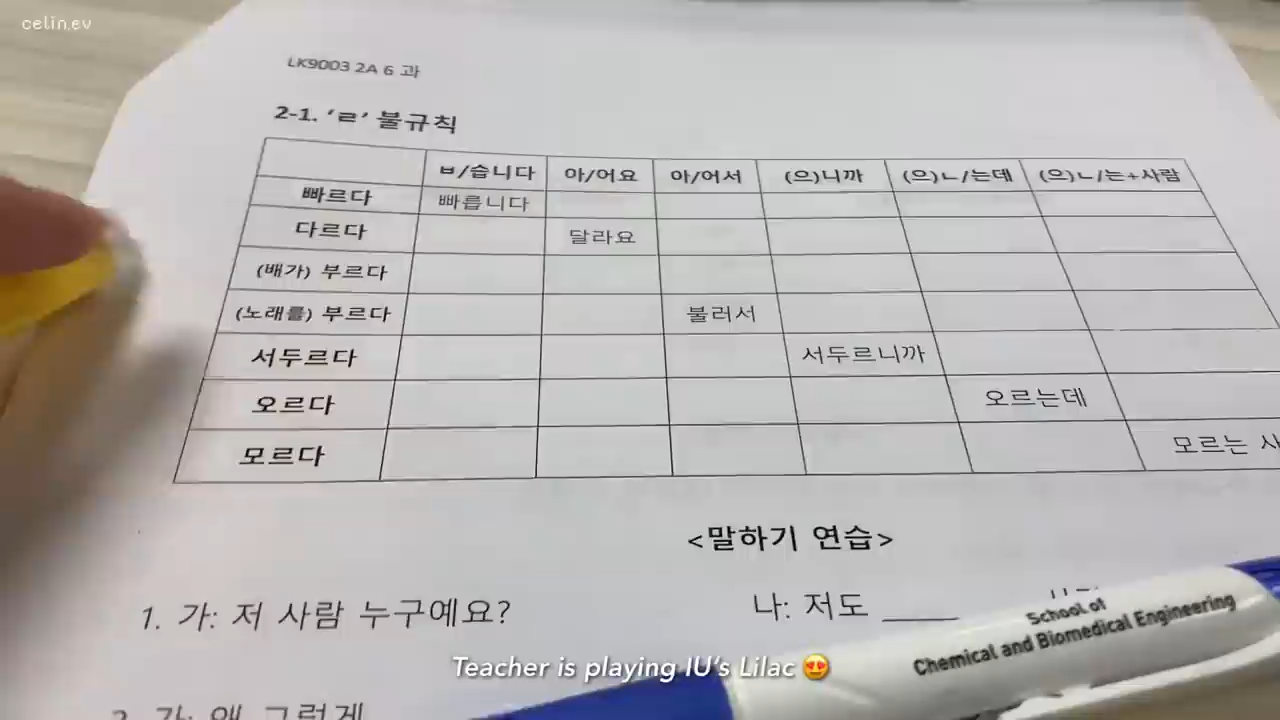 celin.ev
LK9003 2A 6 과
2-1. ‘ㄹ’ 불규칙
ㅂ/습니다 아/어요 아/어서 (으)니까 (으)ㄴ/는데 (으)ㄴ/는+사람
빠르다 빠릅니다
다르다 달라요
(배가) 부르다
(노래를) 부르다 불러서
서두르다 서두르니까
오르다 오르는데
모르다 모르는 사
<말하기 연습>
1. 가: 저 사람 누구예요? 나: 저도 ____
School of
Chemical and Biomedical Engineering
Teacher is playing IU's Lilac 😍